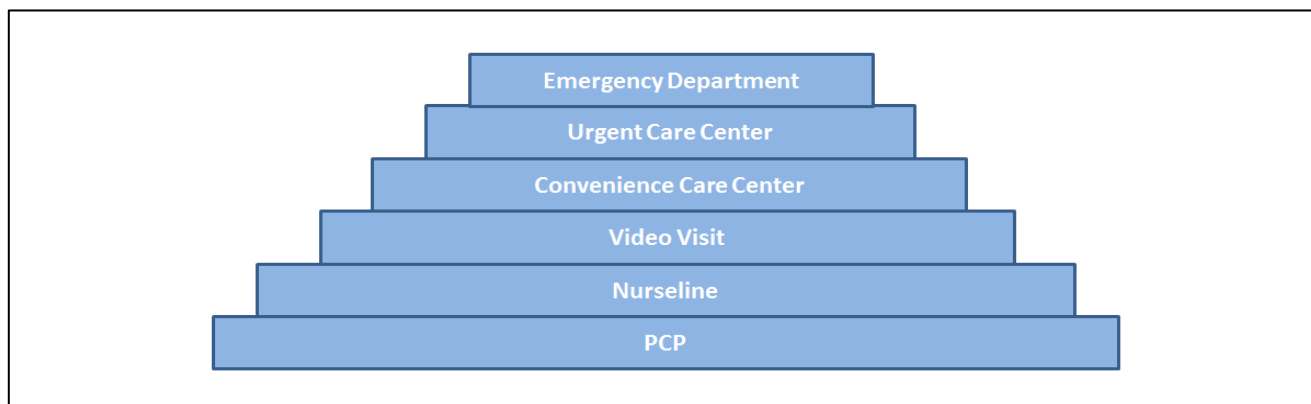 Emergency Department
Urgent Care Center
Convenience Care Center
Video Visit
Nurseline
PCP